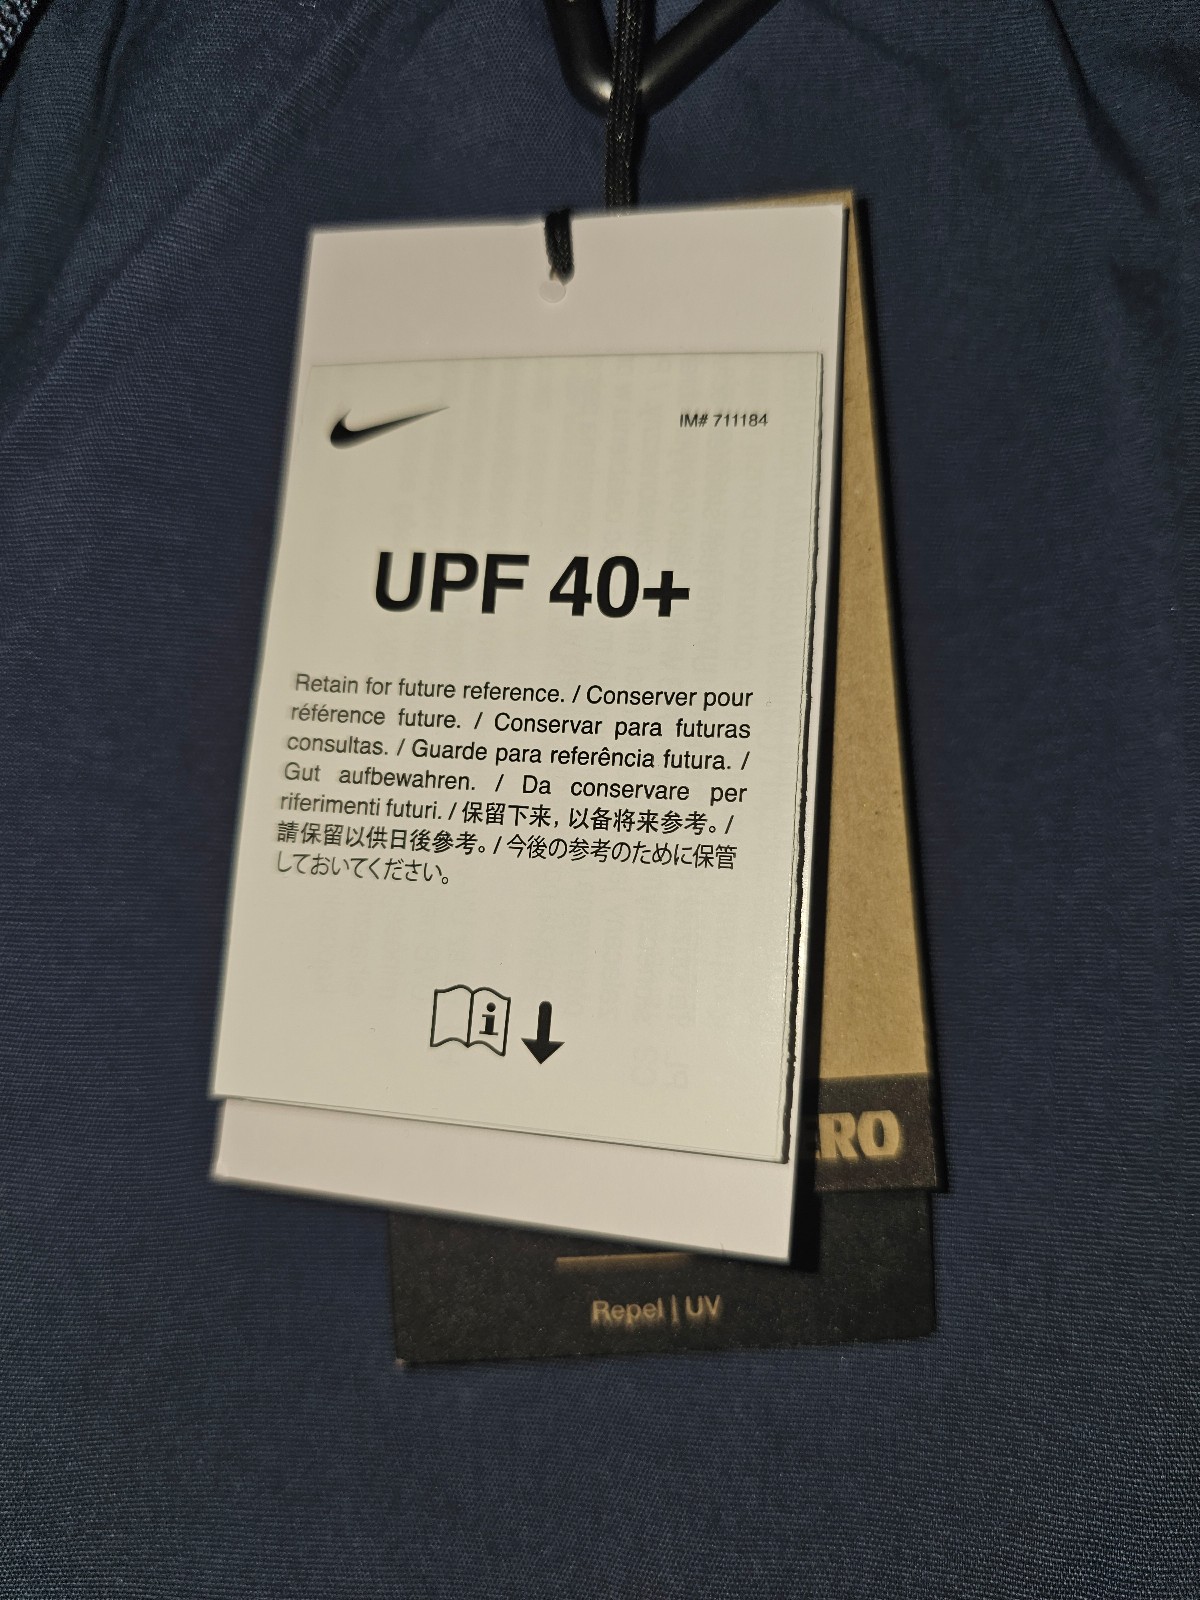 IM# 711184
UPF 40+
Retain for future reference. / Conserver pour
référence future. / Conservar para futuras
consultas. / Guarde para referência futura. /
Gut aufbewahren. / Da conservare per
riferimenti futuri. / 保留下来, 以备将来参考。/
請保留以供日後參考。/ 今後の参考のために保管
しておいてください。
i
Repel | UV